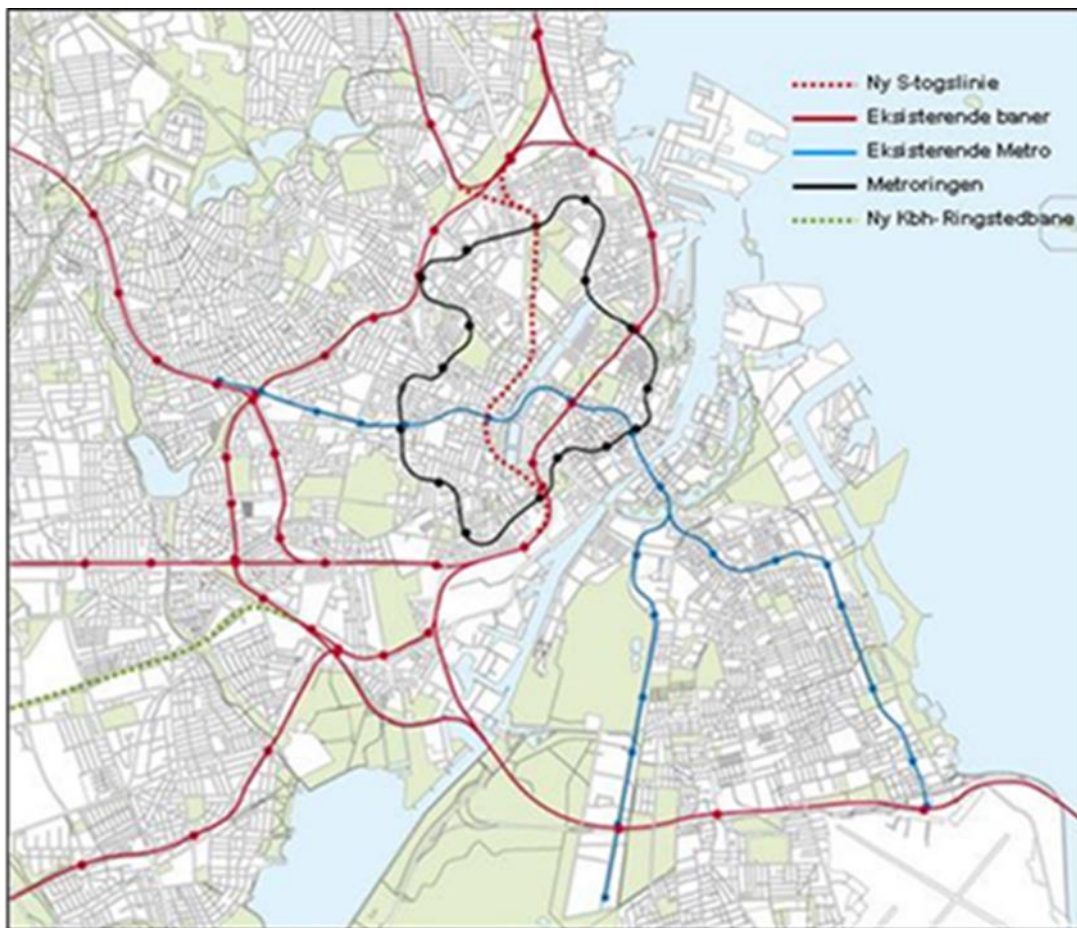 Ny S-togslinie
Eksisterende baner
Eksisterende Metro
Metroringen
Ny Kbh-Ringstedbane